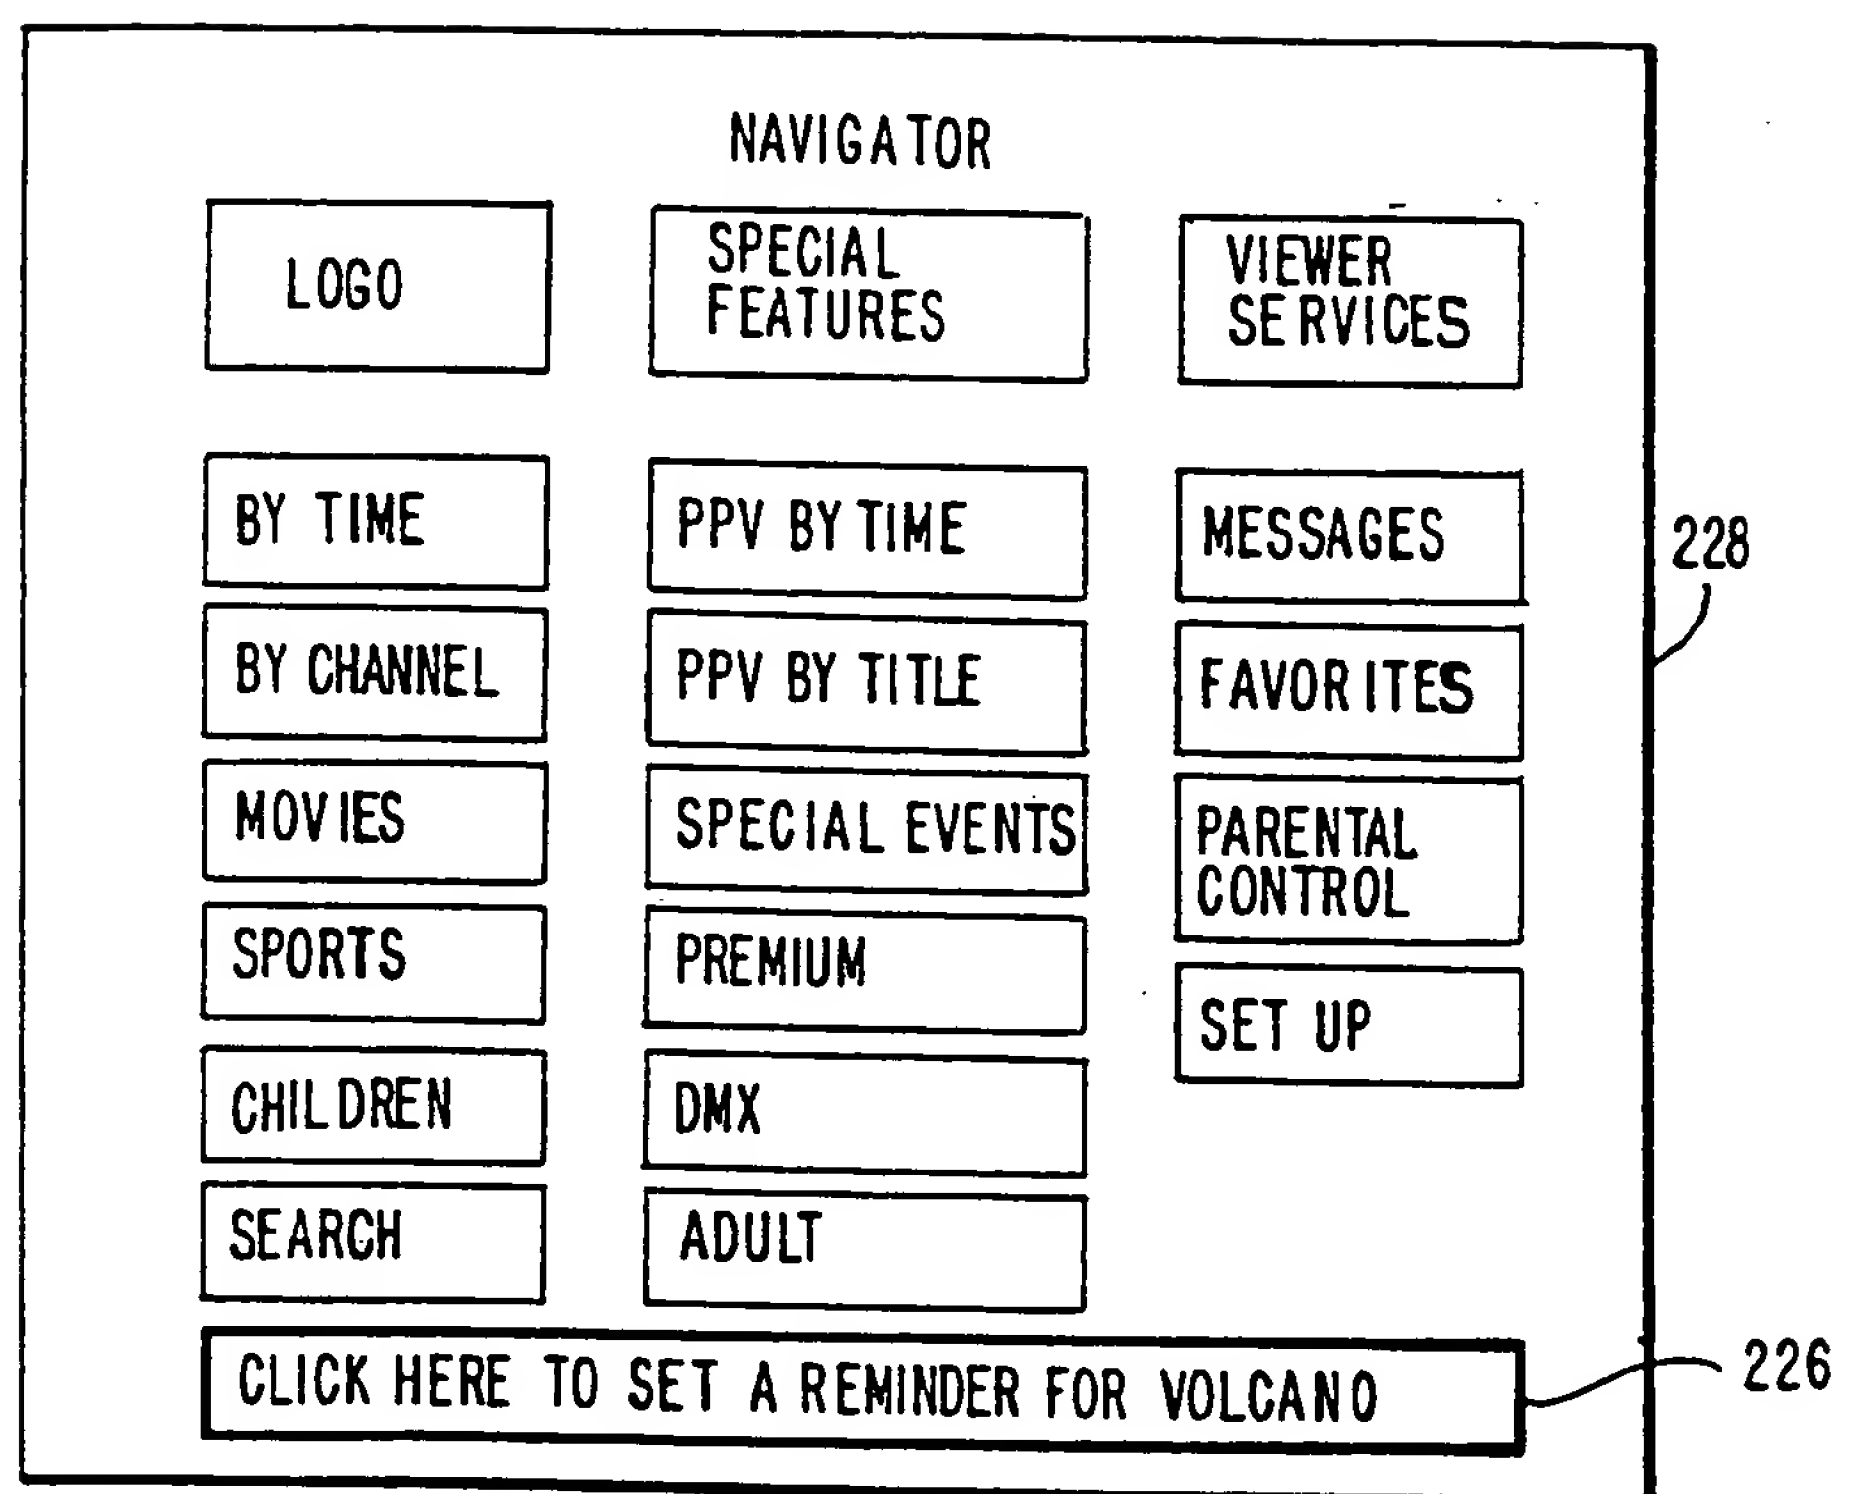 NAVIGATOR
LOGO
SPECIAL
FEATURES
VIEWER
SERVICES
BY TIME
PPV BY TIME
MESSAGES
228
BY CHANNEL
PPV BY TITLE
FAVORITES
MOVIES
SPECIAL EVENTS
PARENTAL
CONTROL
SPORTS
PREMIUM
SET UP
CHILDREN
DMX
SEARCH
ADULT
CLICK HERE TO SET A REMINDER FOR VOLCANO
226